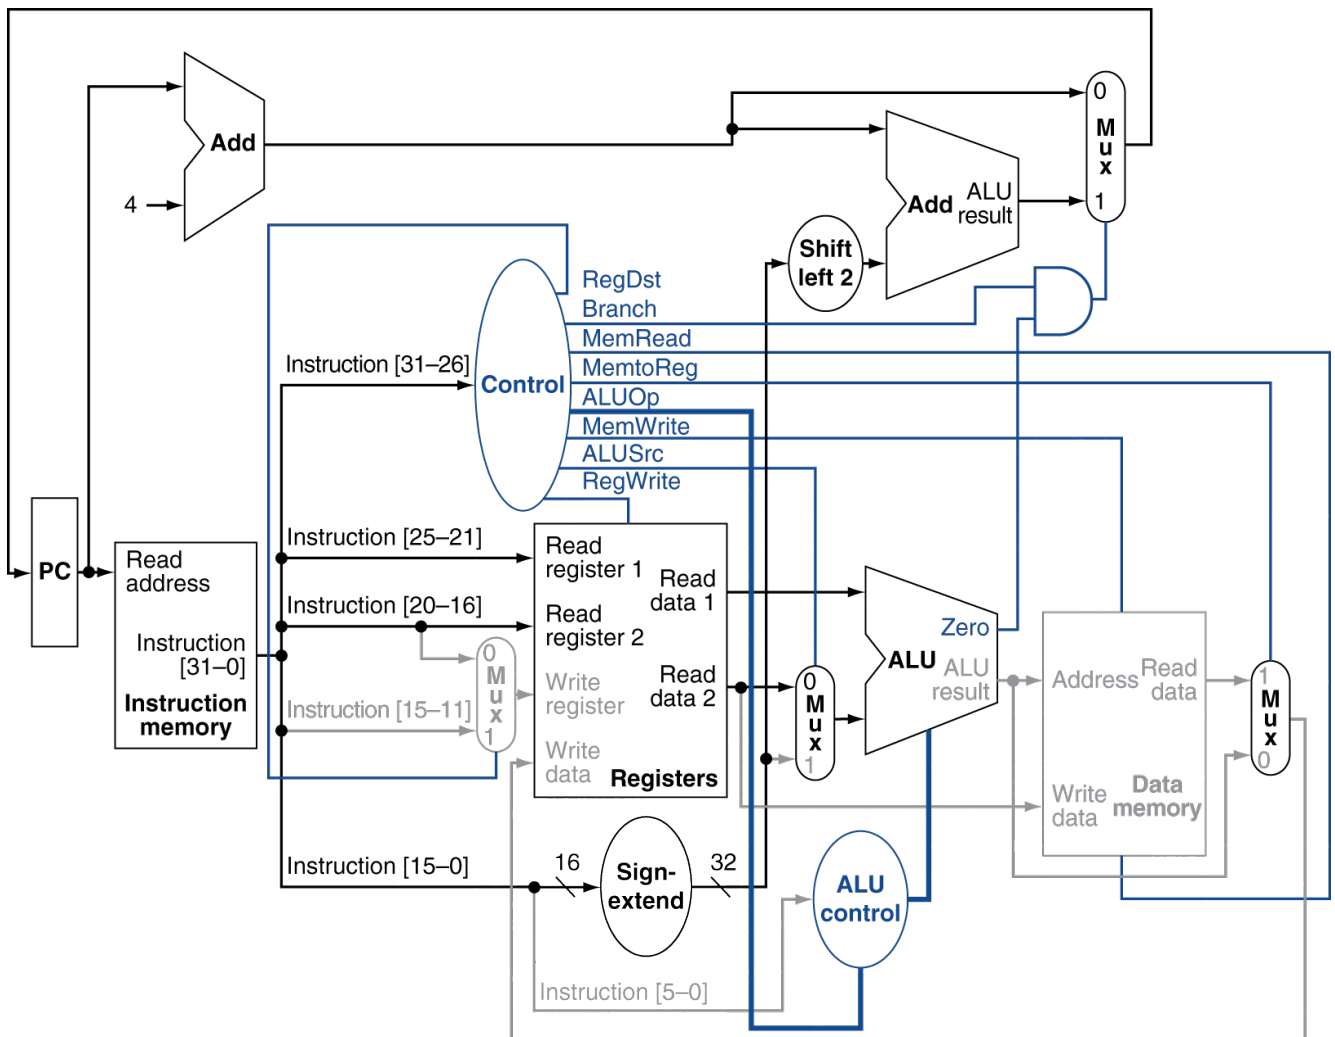 0
M
u
x
1
Add
4
Add
ALU
result
Shift
left 2
RegDst
Branch
MemRead
MemtoReg
ALUOp
MemWrite
ALUSrc
RegWrite
Instruction [31–26]
Control
PC
Read
address
Instruction
[31–0]
Instruction
memory
Instruction [25–21]
Instruction [20–16]
Instruction [15–11]
0
M
u
x
1
Read
register 1
Read
register 2
Write
register
Write
data
Read
data 1
Read
data 2
Registers
0
M
u
x
1
Zero
ALU
ALU
result
Address
Read
data
Write
data
Data
memory
1
M
u
x
0
Instruction [15–0]
16
Sign-
extend
32
ALU
control
Instruction [5–0]